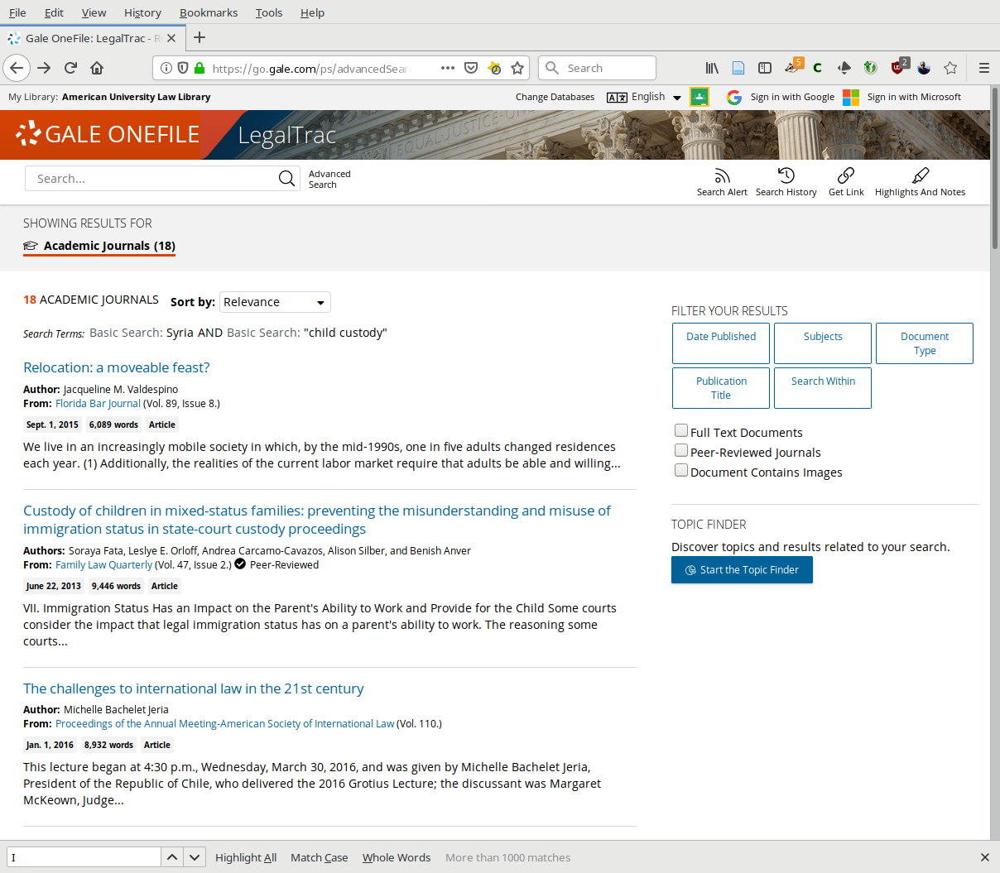 File Edit View History Bookmarks Tools Help
Gale OneFile: LegalTrac - R
https://go.gale.com/ps/advancedSear
Search
5
2
My Library: American University Law Library
Change Databases
English
Sign in with Google
Sign in with Microsoft
GALE ONEFILE
LegalTrac
Search...
Advanced
Search
Search Alert
Search History
Get Link
Highlights And Notes
SHOWING RESULTS FOR
Academic Journals (18)
18 ACADEMIC JOURNALS
Sort by: Relevance
Search Terms: Basic Search: Syria AND Basic Search: "child custody"
Relocation: a moveable feast?
Author: Jacqueline M. Valdespino
From: Florida Bar Journal (Vol. 89, Issue 8.)
Sept. 1, 2015 6,089 words Article
We live in an increasingly mobile society in which, by the mid-1990s, one in five adults changed residences
each year. (1) Additionally, the realities of the current labor market require that adults be able and willing...
Custody of children in mixed-status families: preventing the misunderstanding and misuse of
immigration status in state-court custody proceedings
Authors: Soraya Fata, Leslye E. Orloff, Andrea Carcamo-Cavazos, Alison Silber, and Benish Anver
From: Family Law Quarterly (Vol. 47, Issue 2.) Peer-Reviewed
June 22, 2013 9,446 words Article
VII. Immigration Status Has an Impact on the Parent's Ability to Work and Provide for the Child Some courts
consider the impact that legal immigration status has on a parent's ability to work. The reasoning some
courts...
The challenges to international law in the 21st century
Author: Michelle Bachelet Jeria
From: Proceedings of the Annual Meeting-American Society of International Law (Vol. 110.)
Jan. 1, 2016 8,932 words Article
This lecture began at 4:30 p.m., Wednesday, March 30, 2016, and was given by Michelle Bachelet Jeria,
President of the Republic of Chile, who delivered the 2016 Grotius Lecture; the discussant was Margaret
McKeown, Judge...
FILTER YOUR RESULTS
Date Published
Subjects
Document
Type
Publication
Title
Search Within
Full Text Documents
Peer-Reviewed Journals
Document Contains Images
TOPIC FINDER
Discover topics and results related to your search.
Start the Topic Finder
I
Highlight All
Match Case
Whole Words
More than 1000 matches